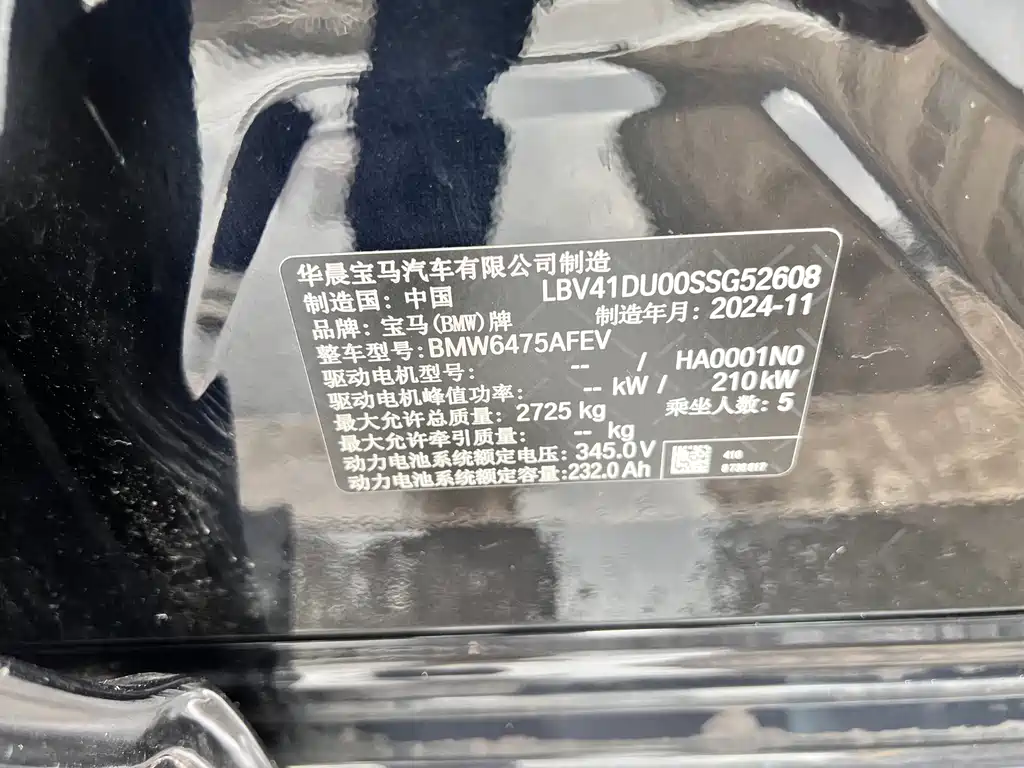 华晨宝马汽车有限公司制造
制造国: 中国 LBV41DU00SSG52608
品牌: 宝马(BMW)牌 制造年月: 2024-11
整车型号:BMW6475AFEV
驱动电机型号: -- / HA0001N0
驱动电机峰值功率: -- kW / 210kW
最大允许总质量: 2725 kg 乘坐人数: 5
最大允许牵引质量: -- kg
动力电池系统额定电压: 345.0V
动力电池系统额定容量:232.0Ah